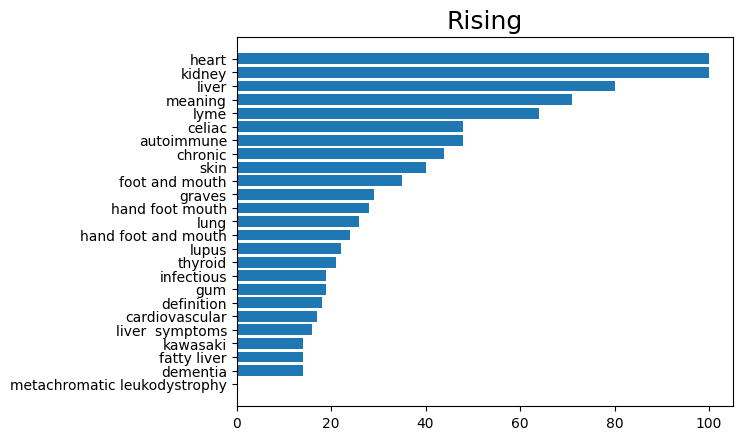 Rising
heart
kidney
liver
meaning
lyme
celiac
autoimmune
chronic
skin
foot and mouth
graves
hand foot mouth
lung
hand foot and mouth
lupus
thyroid
infectious
gum
definition
cardiovascular
liver  symptoms
kawasaki
fatty liver
dementia
metachromatic leukodystrophy
0 20 40 60 80 100